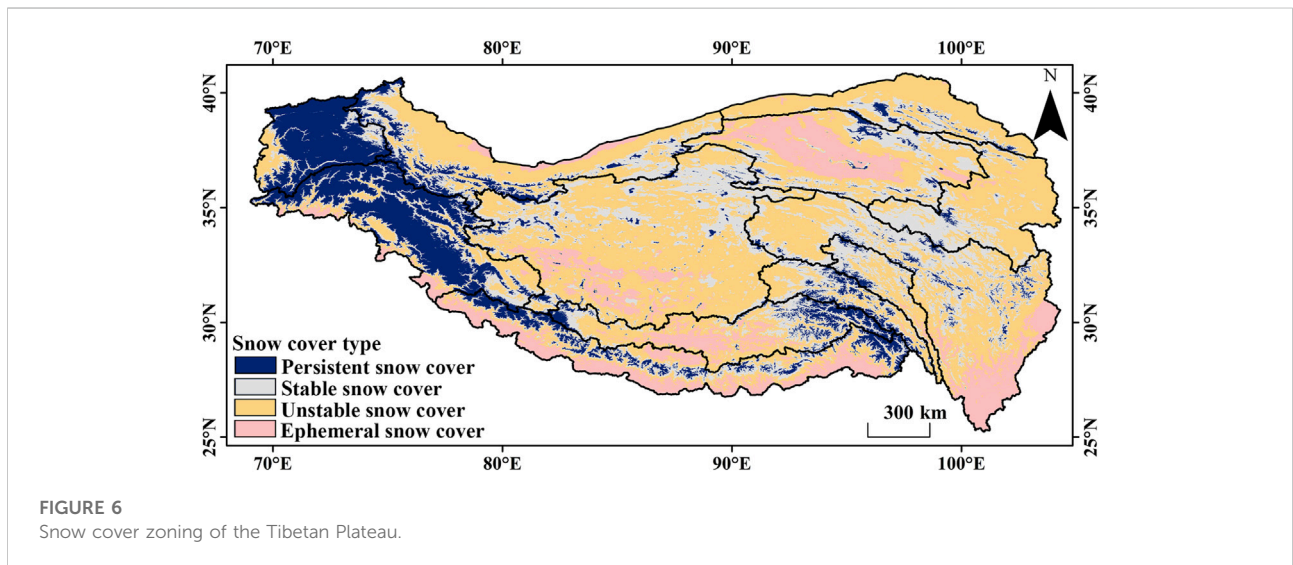 70°E 80°E 90°E 100°E
N
40°N 40°N
35°N 35°N
30°N 30°N
25°N 25°N
Snow cover type
Persistent snow cover
Stable snow cover
Unstable snow cover
Ephemeral snow cover
300 km
70°E 80°E 90°E 100°E
FIGURE 6
Snow cover zoning of the Tibetan Plateau.